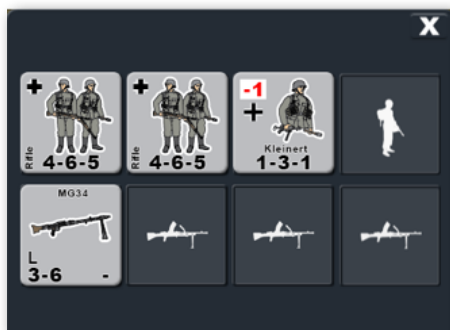 X
+
Rifle
4-6-5
+
Rifle
4-6-5
-1
+
Kleinert
1-3-1
MG34
L
3-6 -